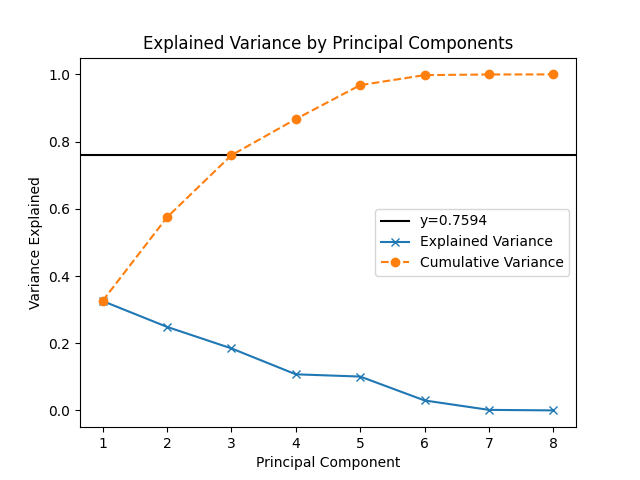 Explained Variance by Principal Components
1.0
0.8
0.6
0.4
0.2
0.0
Variance Explained
y=0.7594
Explained Variance
Cumulative Variance
1 2 3 4 5 6 7 8
Principal Component